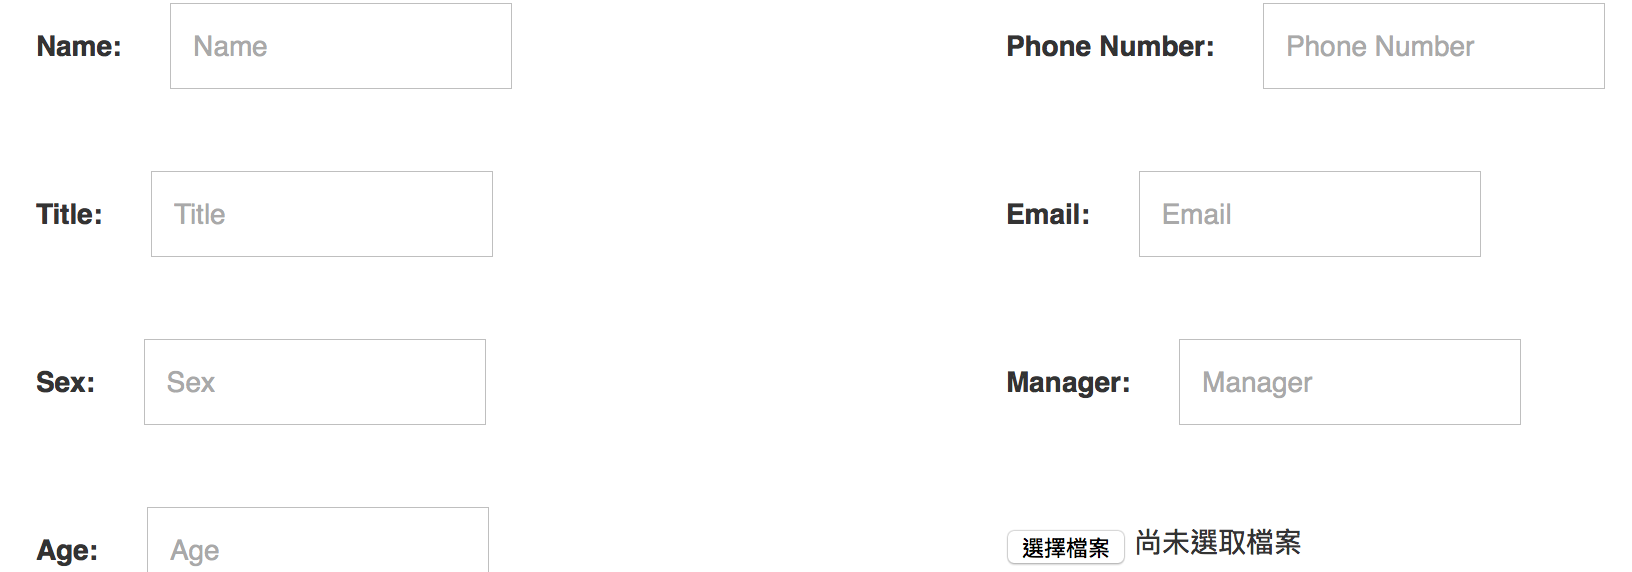 Name: Name
Phone Number: Phone Number
Title: Title
Email: Email
Sex: Sex
Manager: Manager
Age: Age
選擇檔案 尚未選取檔案